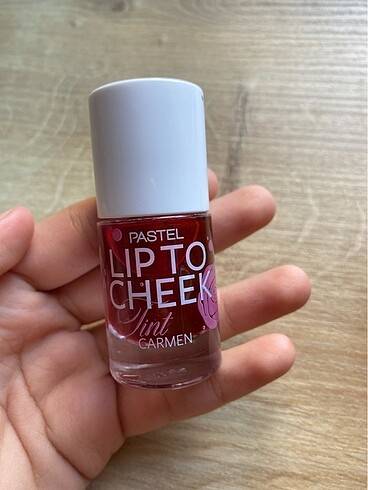 PASTEL
LIP TO
CHEEK
Tint
CARMEN